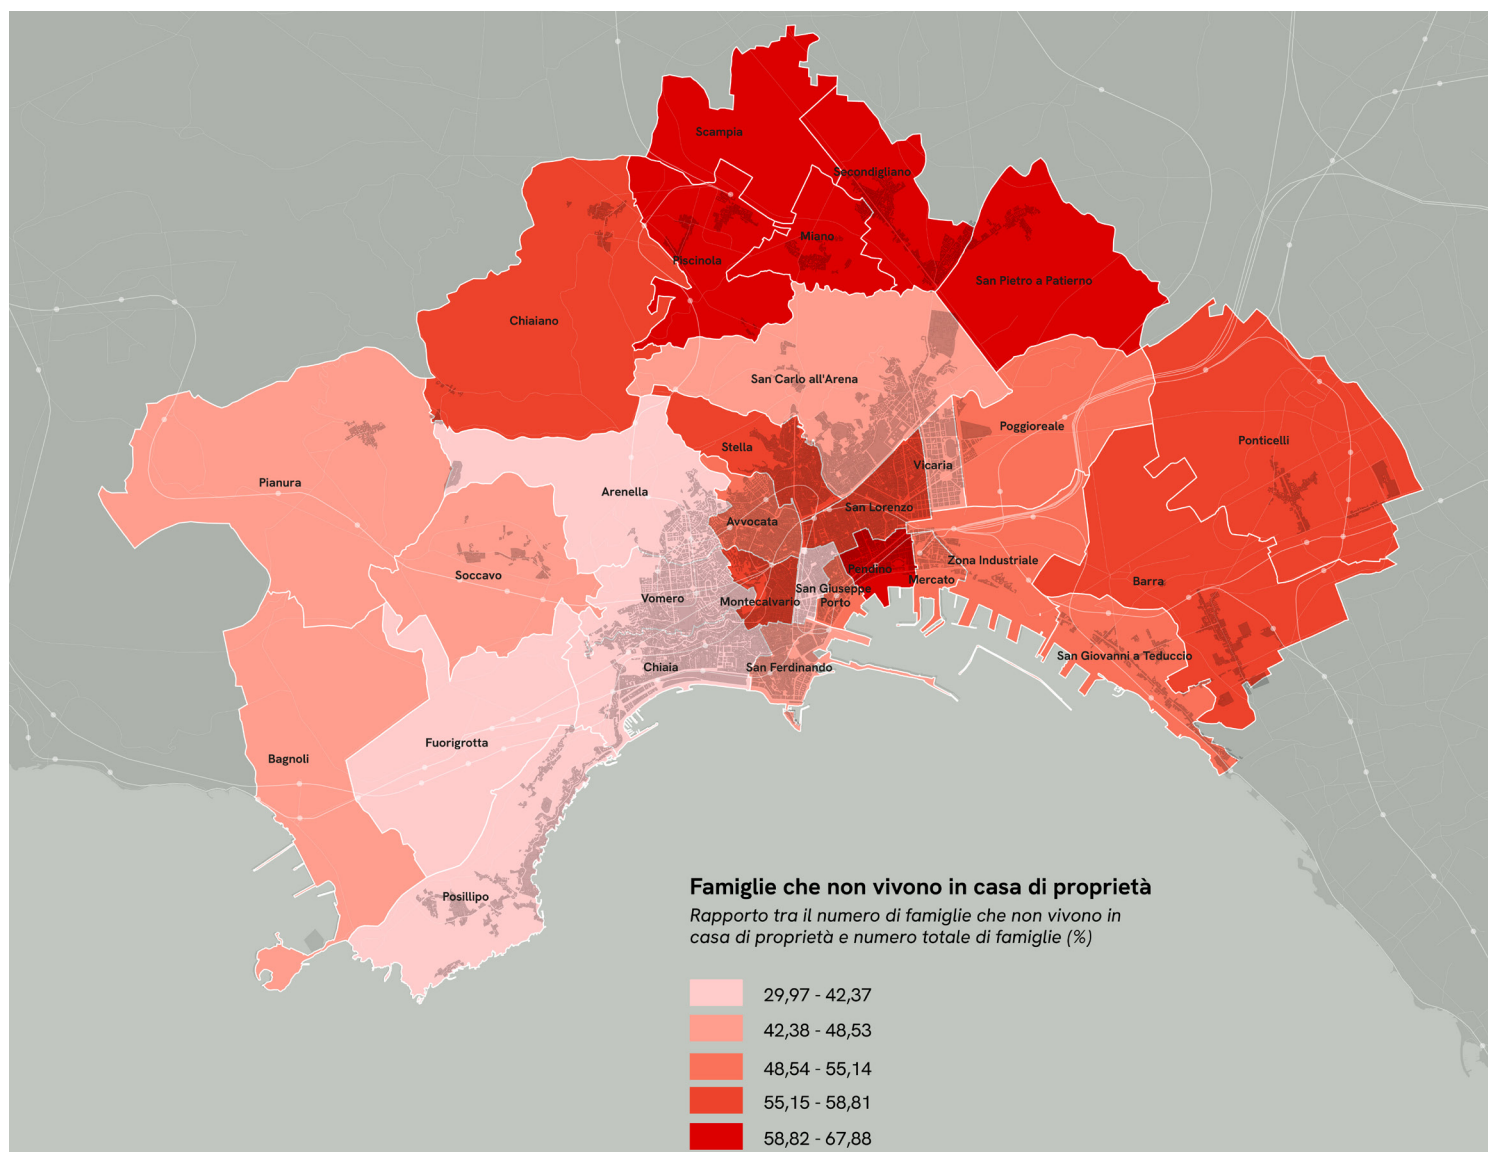 Scampia
Secondigliano
Miano
Piscinola
San Pietro a Patierno
Chiaiano
San Carlo all'Arena
Poggioreale
Ponticelli
Stella
Vicaria
Pianura
Arenella
San Lorenzo
Avvocata
Zona Industriale
Pendino
Soccavo
Mercato
Barra
San Giuseppe
Vomero
Montecalvario
Porto
San Giovanni a Teduccio
Chiaia
San Ferdinando
Fuorigrotta
Bagnoli
Posillipo
Famiglie che non vivono in casa di proprietà
Rapporto tra il numero di famiglie che non vivono in
casa di proprietà e numero totale di famiglie (%)
29,97 - 42,37
42,38 - 48,53
48,54 - 55,14
55,15 - 58,81
58,82 - 67,88